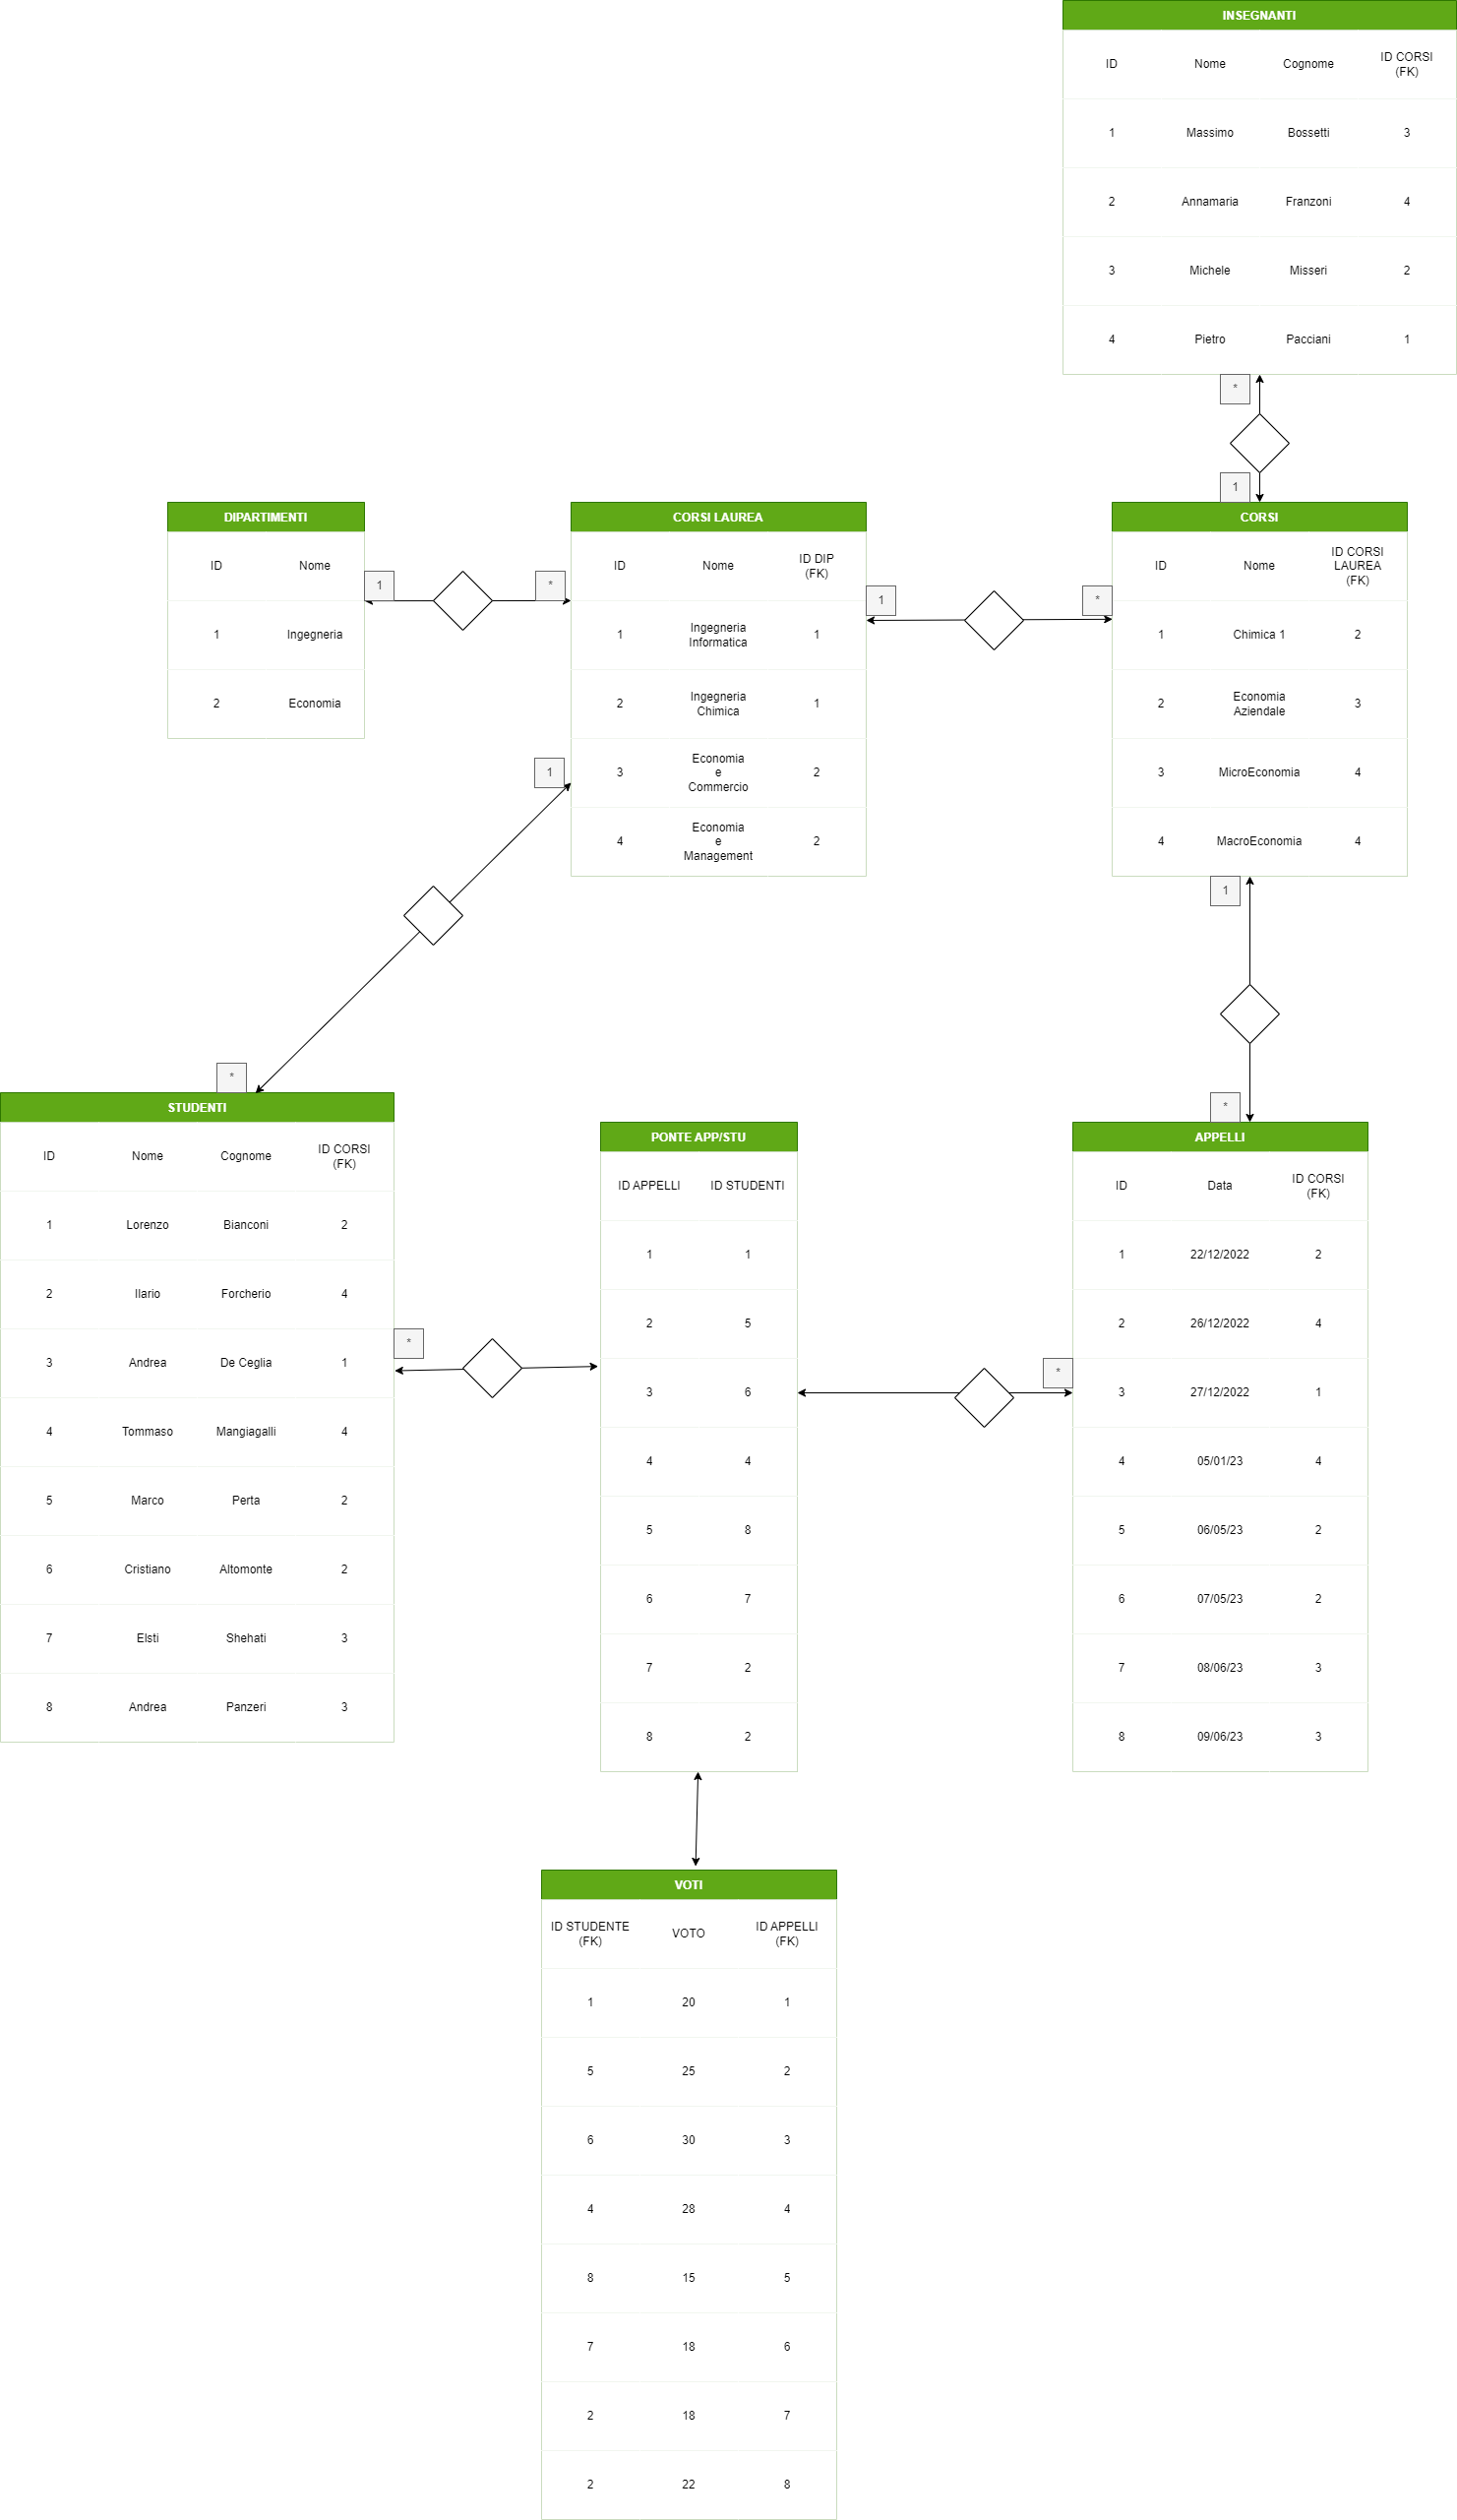 INSEGNANTI
ID Nome Cognome ID CORSI
(FK)
1 Massimo Bossetti 3
2 Annamaria Franzoni 4
3 Michele Misseri 2
4 Pietro Pacciani 1
*
1
DIPARTIMENTI
ID Nome
1 Ingegneria
2 Economia
1
*
CORSI LAUREA
ID Nome ID DIP
(FK)
1 Ingegneria
Informatica 1
2 Ingegneria
Chimica 1
3 Economia
e
Commercio 2
4 Economia
e
Management 2
1
*
CORSI
ID Nome ID CORSI
LAUREA
(FK)
1 Chimica 1 2
2 Economia
Aziendale 3
3 MicroEconomia 4
4 MacroEconomia 4
1
*
1
*
STUDENTI
ID Nome Cognome ID CORSI
(FK)
1 Lorenzo Bianconi 2
2 Ilario Forcherio 4
3 Andrea De Ceglia 1
4 Tommaso Mangiagalli 4
5 Marco Perta 2
6 Cristiano Altomonte 2
7 Elsti Shehati 3
8 Andrea Panzeri 3
*
PONTE APP/STU
ID APPELLI ID STUDENTI
1 1
2 5
3 6
4 4
5 8
6 7
7 2
8 2
*
APPELLI
ID Data ID CORSI
(FK)
1 22/12/2022 2
2 26/12/2022 4
3 27/12/2022 1
4 05/01/23 4
5 06/05/23 2
6 07/05/23 2
7 08/06/23 3
8 09/06/23 3
VOTI
ID STUDENTE
(FK) VOTO ID APPELLI
(FK)
1 20 1
5 25 2
6 30 3
4 28 4
8 15 5
7 18 6
2 18 7
2 22 8